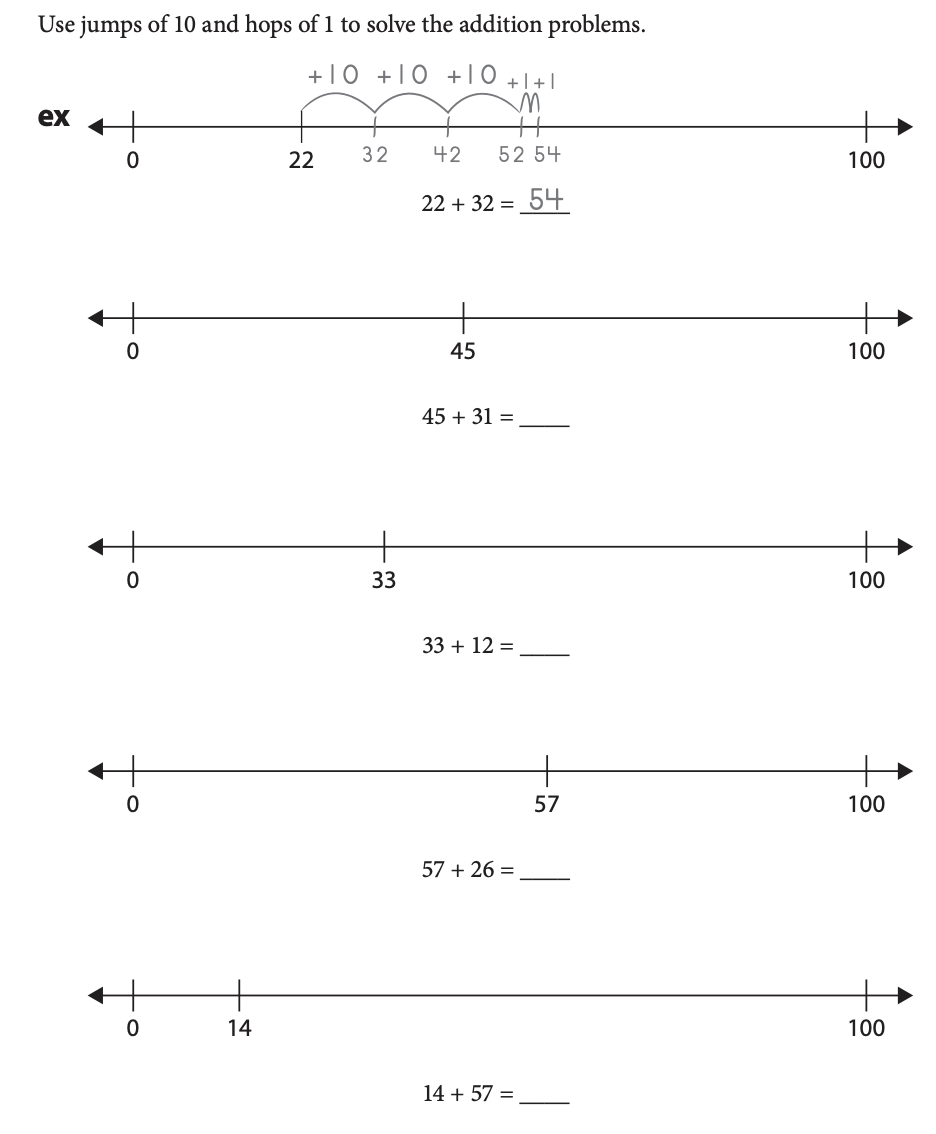 Use jumps of 10 and hops of 1 to solve the addition problems.
+10 +10 +10 +1 +1
ex
0 22 32 42 52 54 100
22 + 32 = 54
0 45 100
45 + 31 = ____
0 33 100
33 + 12 = ____
0 57 100
57 + 26 = ____
0 14 100
14 + 57 = ____